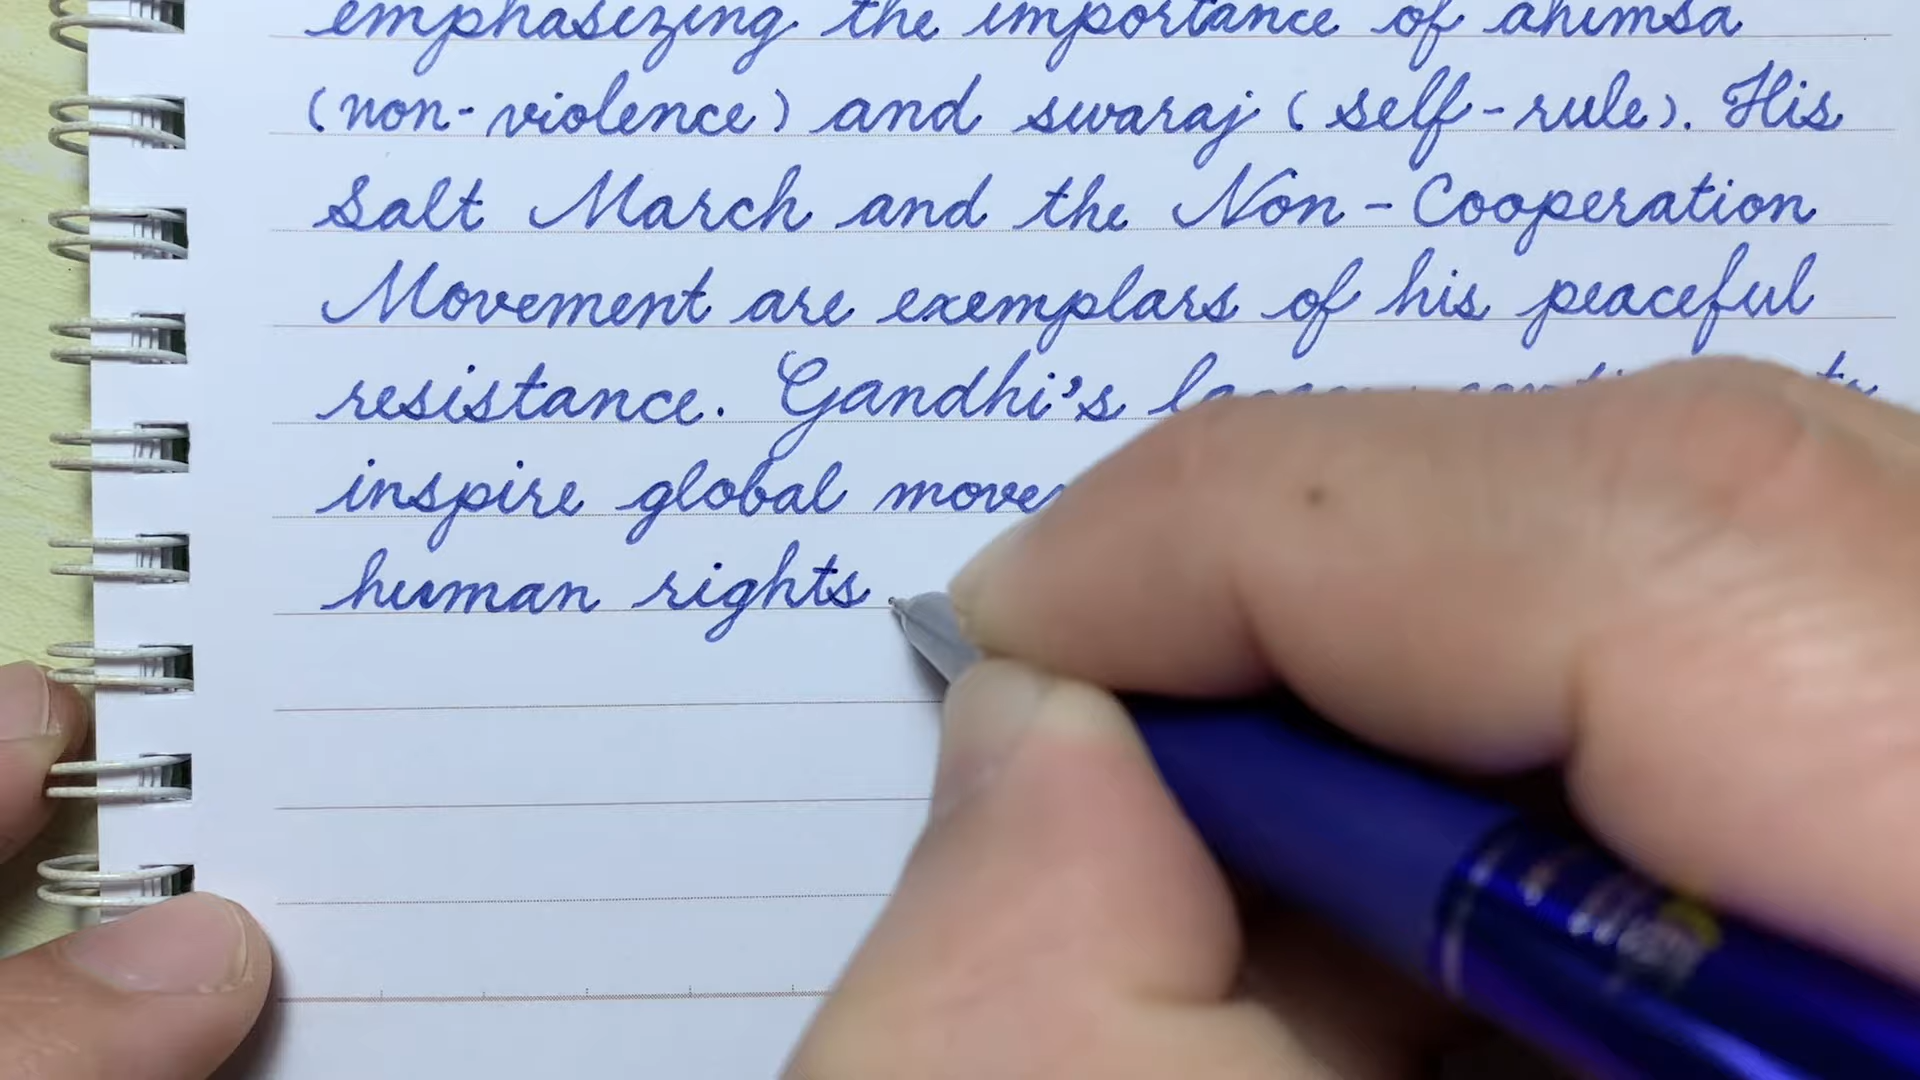 emphasizing the importance of ahimsa
(non-violence) and swaraj (self-rule). His
Salt March and the Non-Cooperation
Movement are exemplars of his peaceful
resistance. Gandhi's to
inspire global
human rights